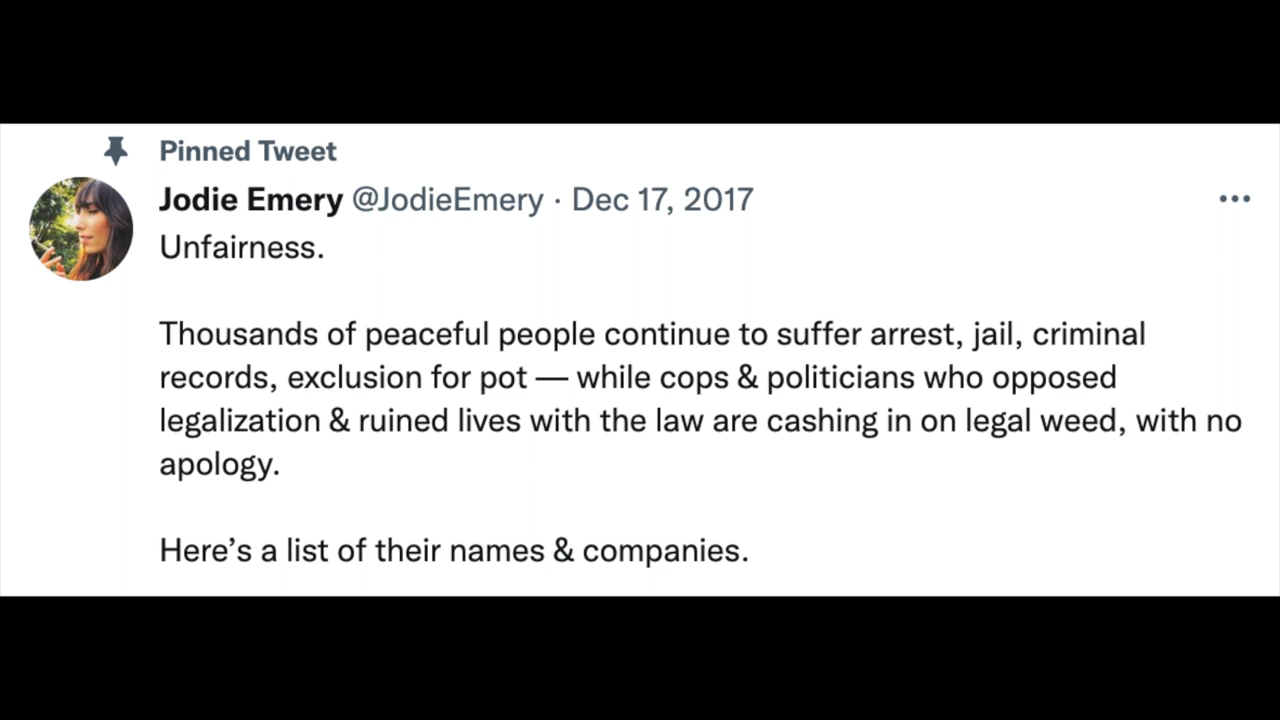 Pinned Tweet
Jodie Emery @JodieEmery · Dec 17, 2017
Unfairness.
Thousands of peaceful people continue to suffer arrest, jail, criminal
records, exclusion for pot — while cops & politicians who opposed
legalization & ruined lives with the law are cashing in on legal weed, with no
apology.
Here’s a list of their names & companies.